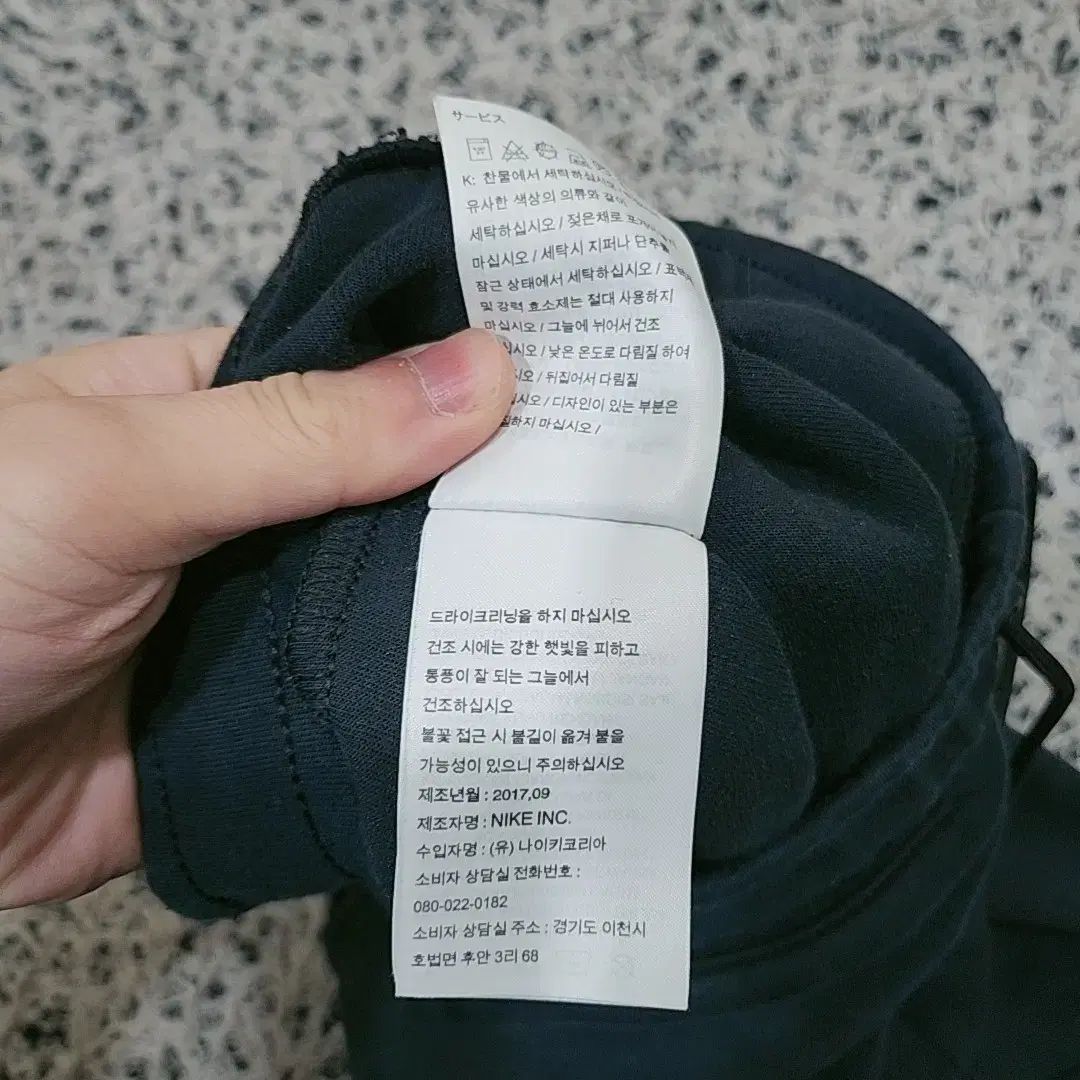 サービス
K: 찬물에서 세탁하십시오
유사한 색상의 의류와 같이
세탁하십시오 / 젖은채로
마십시오 / 세탁시 지퍼나 단추를
잠근 상태에서 세탁하십시오 /
및 강력 효소제는 절대 사용하지
마십시오 / 그늘에 뉘어서 건조
/ 낮은 온도로 다림질 하여
/ 뒤집어서 다림질
/ 디자인이 있는 부분은
마십시오 /
드라이크리닝을 하지 마십시오
건조 시에는 강한 햇빛을 피하고
통풍이 잘 되는 그늘에서
건조하십시오
불꽃 접근 시 불길이 옮겨 붙을
가능성이 있으니 주의하십시오
제조년월 : 2017,09
제조자명 : NIKE INC.
수입자명 : (유) 나이키코리아
소비자 상담실 전화번호 :
080-022-0182
소비자 상담실 주소 : 경기도 이천시
호법면 후안 3리 68